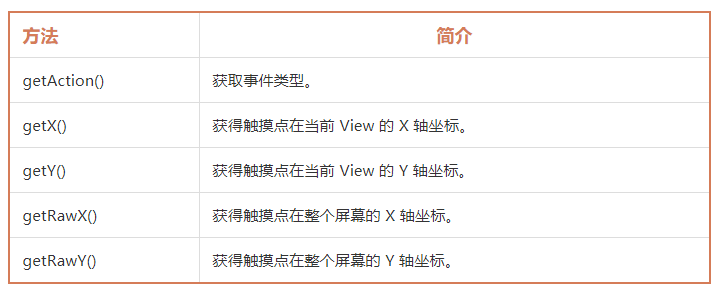 方法 简介
getAction() 获取事件类型。
getX() 获得触摸点在当前 View 的 X 轴坐标。
getY() 获得触摸点在当前 View 的 Y 轴坐标。
getRawX() 获得触摸点在整个屏幕的 X 轴坐标。
getRawY() 获得触摸点在整个屏幕的 Y 轴坐标。